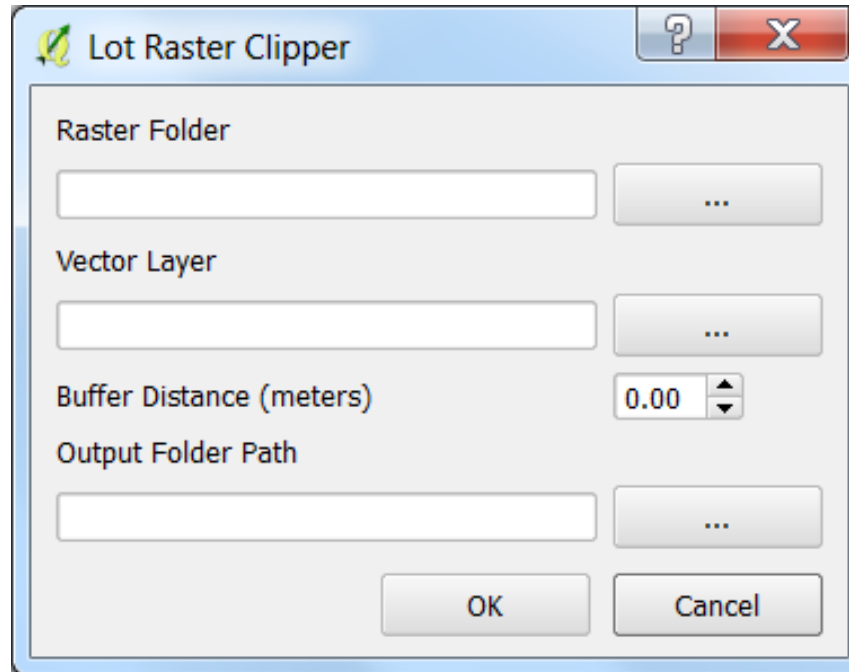 Lot Raster Clipper
Raster Folder
...
Vector Layer
...
Buffer Distance (meters) 0.00
Output Folder Path
...
OK Cancel